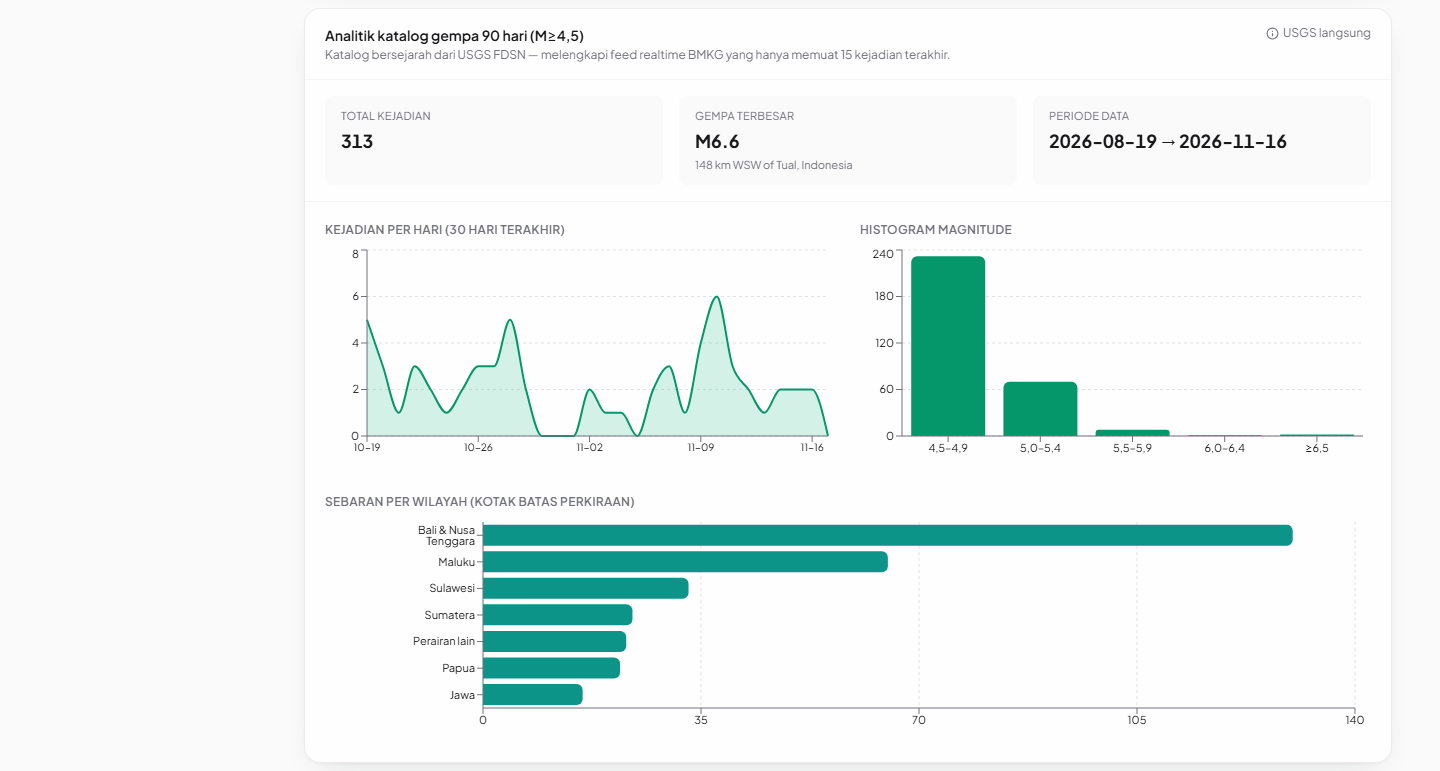 Analitik katalog gempa 90 hari (M≥4,5)
Katalog bersejarah dari USGS FDSN — melengkapi feed realtime BMKG yang hanya memuat 15 kejadian terakhir.
USGS langsung
TOTAL KEJADIAN
313
GEMPA TERBESAR
M6.6
148 km WSW of Tual, Indonesia
PERIODE DATA
2026-08-19 → 2026-11-16
KEJADIAN PER HARI (30 HARI TERAKHIR)
8
6
4
2
0
10-19 10-26 11-02 11-09 11-16
HISTOGRAM MAGNITUDE
240
180
120
60
0
4,5–4,9 5,0–5,4 5,5–5,9 6,0–6,4 ≥6,5
SEBARAN PER WILAYAH (KOTAK BATAS PERKIRAAN)
Bali & Nusa
Tenggara
Maluku
Sulawesi
Sumatera
Perairan lain
Papua
Jawa
0 35 70 105 140